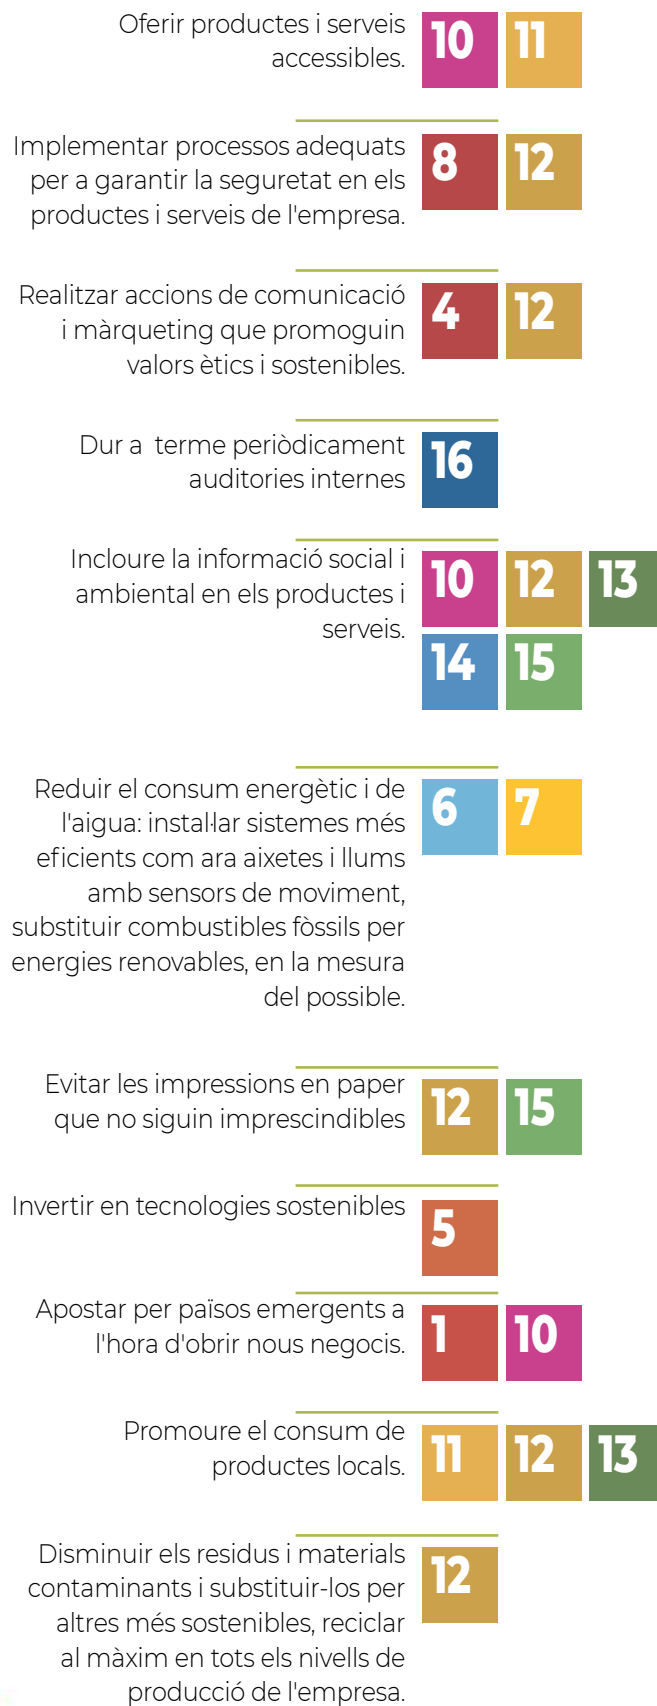 Oferir productes i serveis
accessibles.
10 11
Implementar processos adequats
per a garantir la seguretat en els
productes i serveis de l'empresa.
8 12
Realitzar accions de comunicació
i màrqueting que promoguin
valors ètics i sostenibles.
4 12
Dur a  terme periòdicament
auditories internes
16
Incloure la informació social i
ambiental en els productes i
serveis.
10 12 13
14 15
Reduir el consum energètic i de
l'aigua: instal·lar sistemes més
eficients com ara aixetes i llums
amb sensors de moviment,
substituir combustibles fòssils per
energies renovables, en la mesura
del possible.
6 7
Evitar les impressions en paper
que no siguin imprescindibles
12 15
Invertir en tecnologies sostenibles
5
Apostar per països emergents a
l'hora d'obrir nous negocis.
1 10
Promoure el consum de
productes locals.
11 12 13
Disminuir els residus i materials
contaminants i substituir-los per
altres més sostenibles, reciclar
al màxim en tots els nivells de
producció de l'empresa.
12